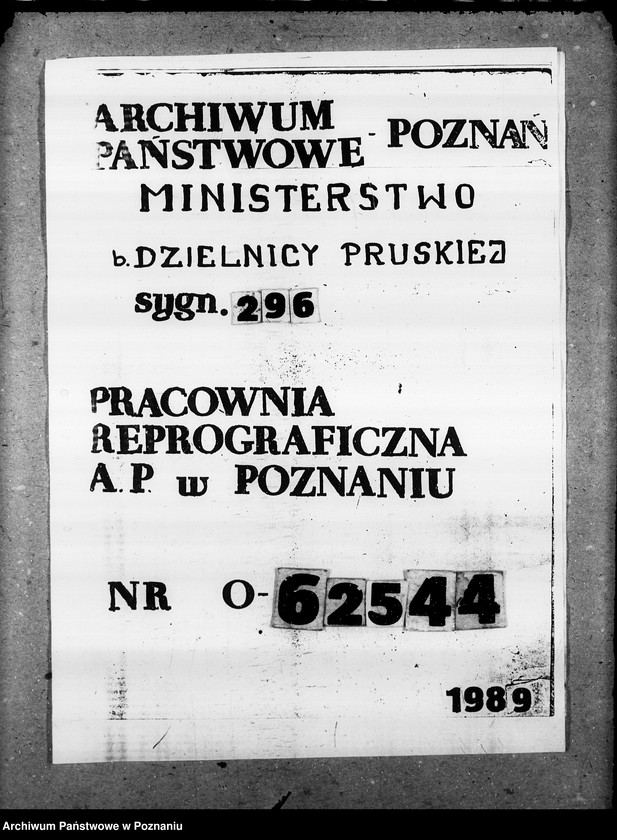 ARCHIWUM
PAŃSTWOWE - POZNAŃ
MINISTERSTWO
b. DZIELNICY PRUSKIEJ
sygn. 296
PRACOWNIA
REPROGRAFICZNA
A.P. w POZNANIU
NR O-62544
1989
Archiwum Państwowe w Poznaniu